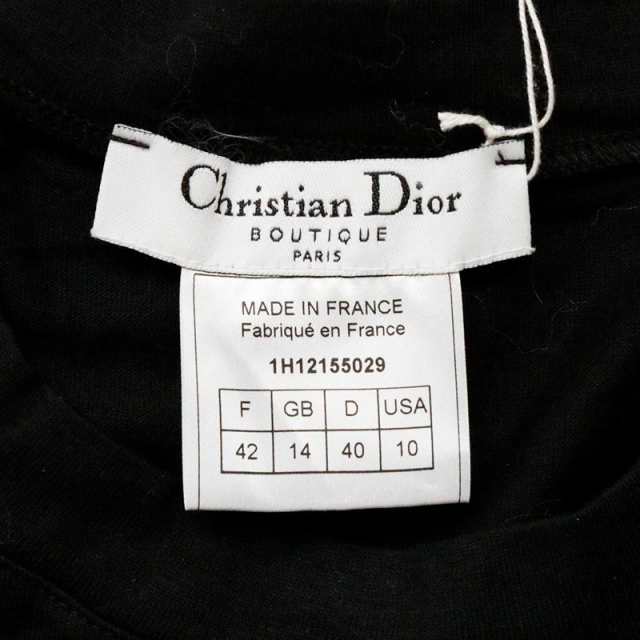 Christian Dior
BOUTIQUE
PARIS
MADE IN FRANCE
Fabriqué en France
1H12155029
F GB D USA
42 14 40 10